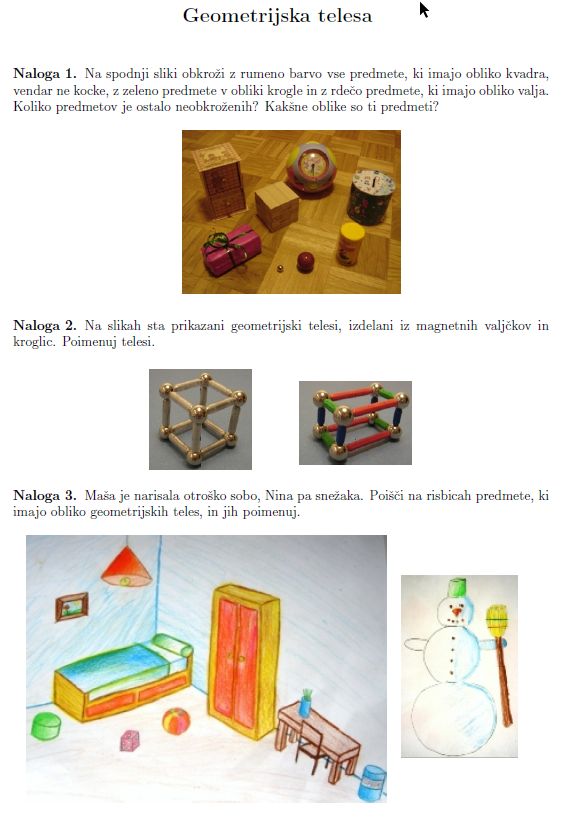 Geometrijska telesa
Naloga 1. Na spodnji sliki obkroži z rumeno barvo vse predmete, ki imajo obliko kvadra,
vendar ne kocke, z zeleno predmete v obliki krogle in z rdečo predmete, ki imajo obliko valja.
Koliko predmetov je ostalo neobkroženih? Kakšne oblike so ti predmeti?
Naloga 2. Na slikah sta prikazani geometrijski telesi, izdelani iz magnetnih valjčkov in
kroglic. Poimenuj telesi.
Naloga 3. Maša je narisala otroško sobo, Nina pa snežaka. Poišči na risbicah predmete, ki
imajo obliko geometrijskih teles, in jih poimenuj.